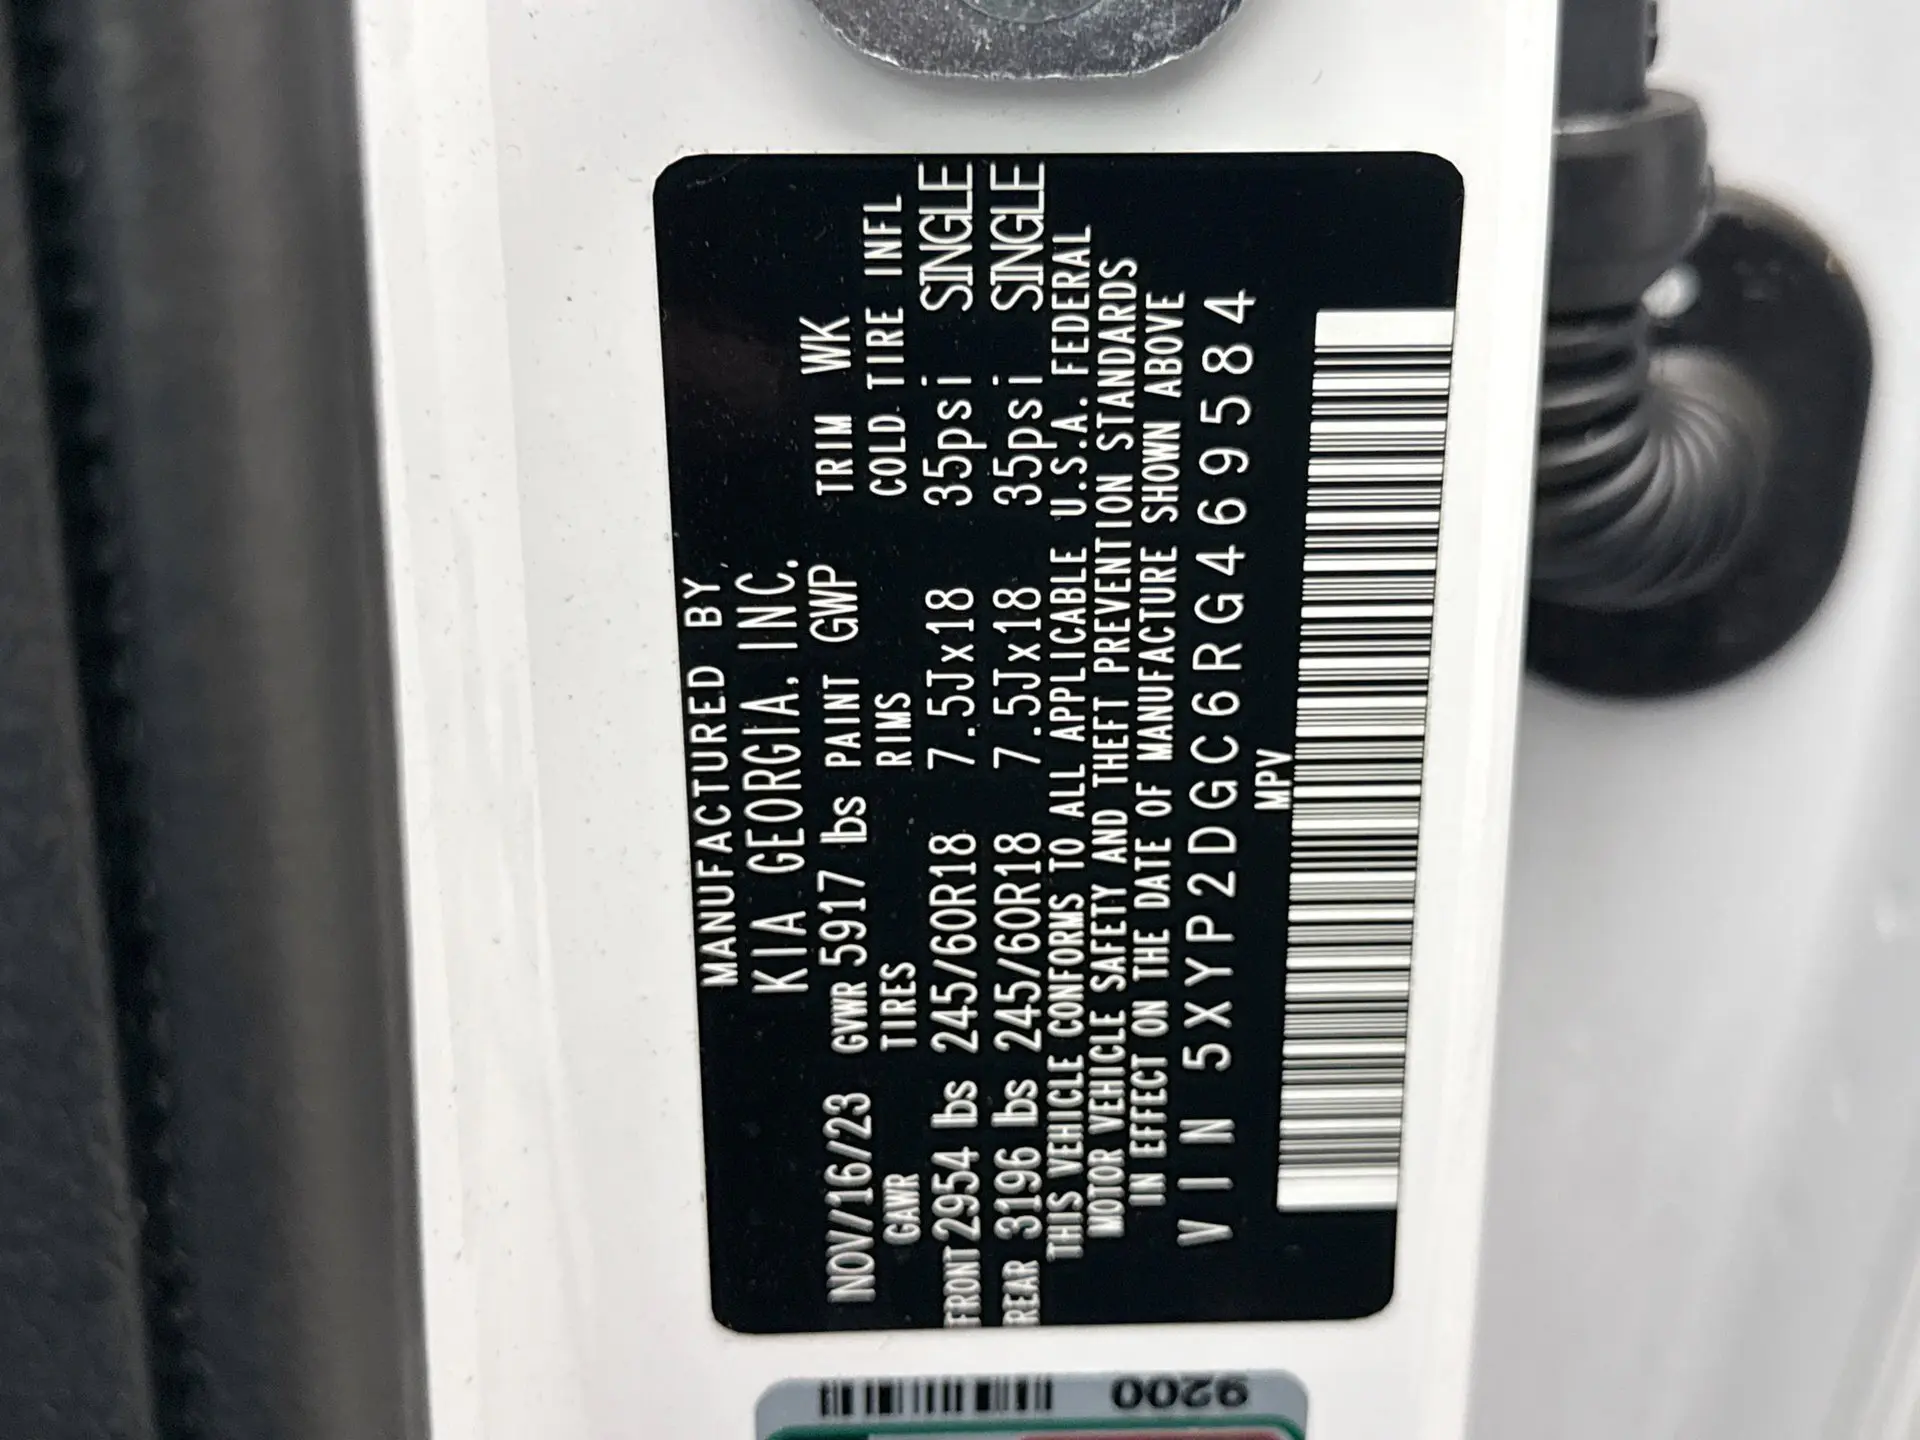 MANUFACTURED BY
KIA GEORGIA, INC.
NOV/16/23 GVWR 5917 lbs PAINT GWP TRIM WK
GAWR TIRES RIMS COLD TIRE INFL
FRONT 2954 lbs 245/60R18 7.5Jx18 35psi SINGLE
REAR 3196 lbs 245/60R18 7.5Jx18 35psi SINGLE
THIS VEHICLE CONFORMS TO ALL APPLICABLE U.S.A. FEDERAL
MOTOR VEHICLE SAFETY AND THEFT PREVENTION STANDARDS
IN EFFECT ON THE DATE OF MANUFACTURE SHOWN ABOVE
VIN 5XYP2DGC6RG469584
MPV
9200